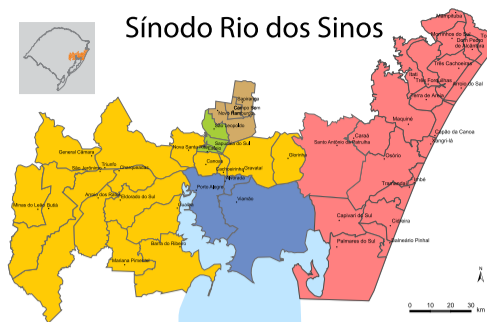 Sínodo Rio dos Sinos
Mampituba
Morrinhos do Sul
Dom Pedro
de Alcântara
Três Cachoeiras
Itati
Três Forquilhas
Arroio do Sal
Terra de Areia
Maquiné
Capão da Canoa
Xangri-lá
Caraá
Santo Antônio da Patrulha
Osório
Imbé
Tramandaí
Cidreira
Capivari do Sul
Balneário Pinhal
Palmares do Sul
Campo Bom
São Leopoldo
Sapucaia do Sul
Esteio
Nova Santa Rita
Canoas
Cachoeirinha
Gravataí
Glorinha
Alvorada
Porto Alegre
Viamão
Guaíba
General Câmara
Triunfo
São Jerônimo
Charqueadas
Arroio dos Ratos
Eldorado do Sul
Minas do Leão
Butiá
Barra do Ribeiro
Mariana Pimentel
N
0 10 20 30
km